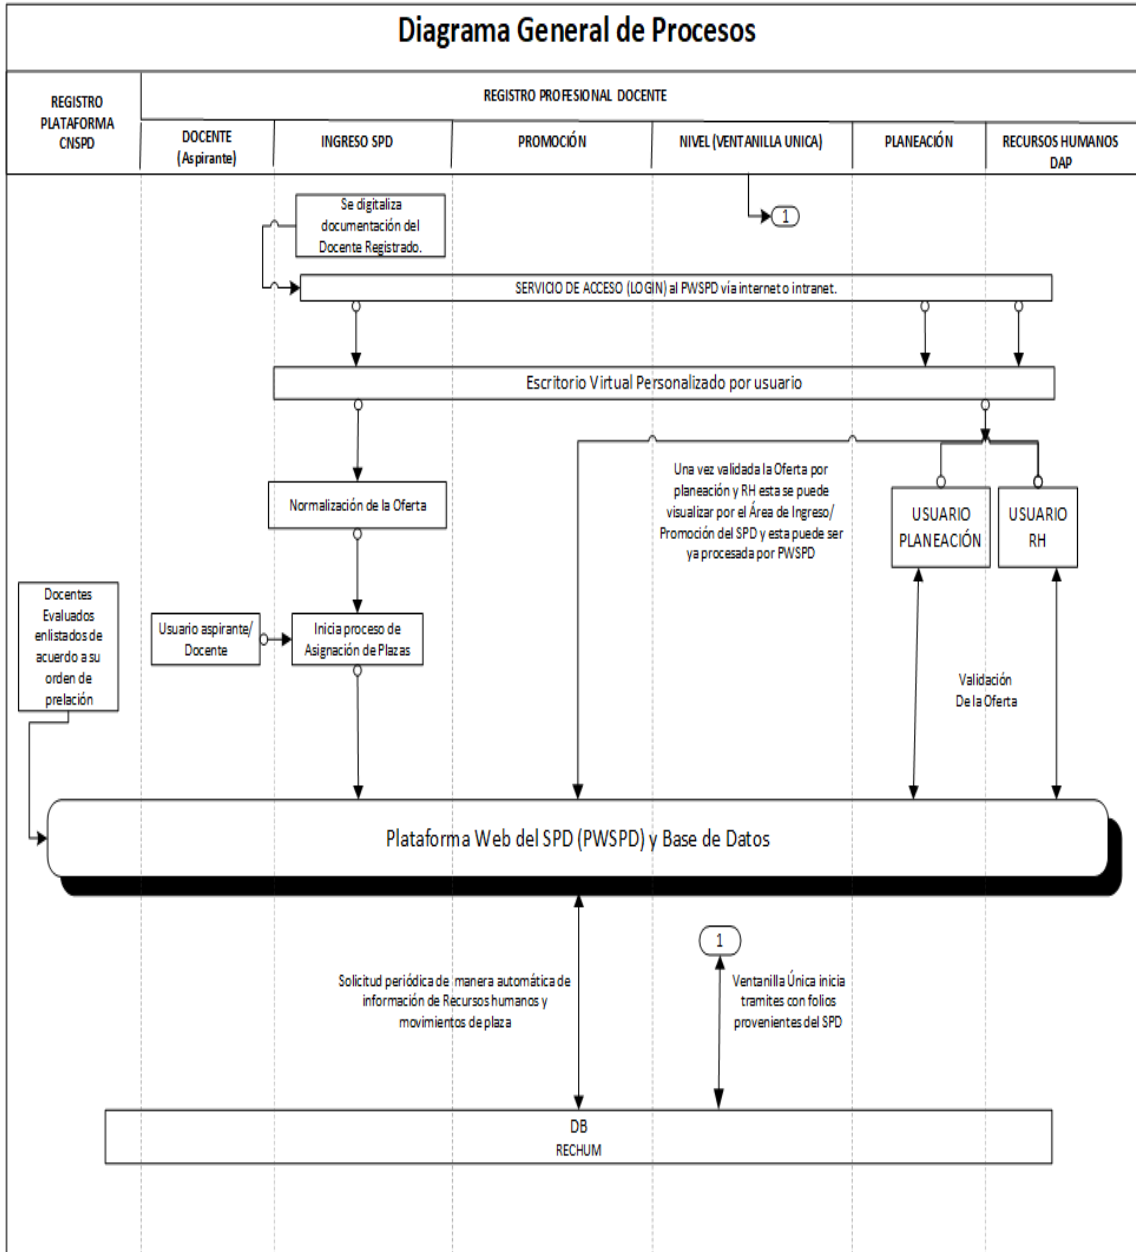 Diagrama General de Procesos
REGISTRO
PLATAFORMA
CNSPD
REGISTRO PROFESIONAL DOCENTE
DOCENTE
(Aspirante)
INGRESO SPD
PROMOCIÓN
NIVEL (VENTANILLA UNICA)
PLANEACIÓN
RECURSOS HUMANOS
DAP
Se digitaliza
documentación del
Docente Registrado.
1
SERVICIO DE ACCESO (LOGIN) al PWSPD vía internet o intranet.
Escritorio Virtual Personalizado por usuario
Una vez validada la Oferta por
planeación y RH esta se puede
visualizar por el Área de Ingreso/
Promoción del SPD y esta puede ser
ya procesada por PWSPD
Normalización de la Oferta
USUARIO
PLANEACIÓN
USUARIO
RH
Docentes
Evaluados
enlistados de
acuerdo a su
orden de
prelación
Usuario aspirante/
Docente
Inicia proceso de
Asignación de Plazas
Validación
De la Oferta
Plataforma Web del SPD (PWSPD) y Base de Datos
1
Solicitud periódica de manera automática de
información de Recursos humanos y
movimientos de plaza
Ventanilla Única inicia
tramites con folios
provenientes del SPD
DB
RECHUM